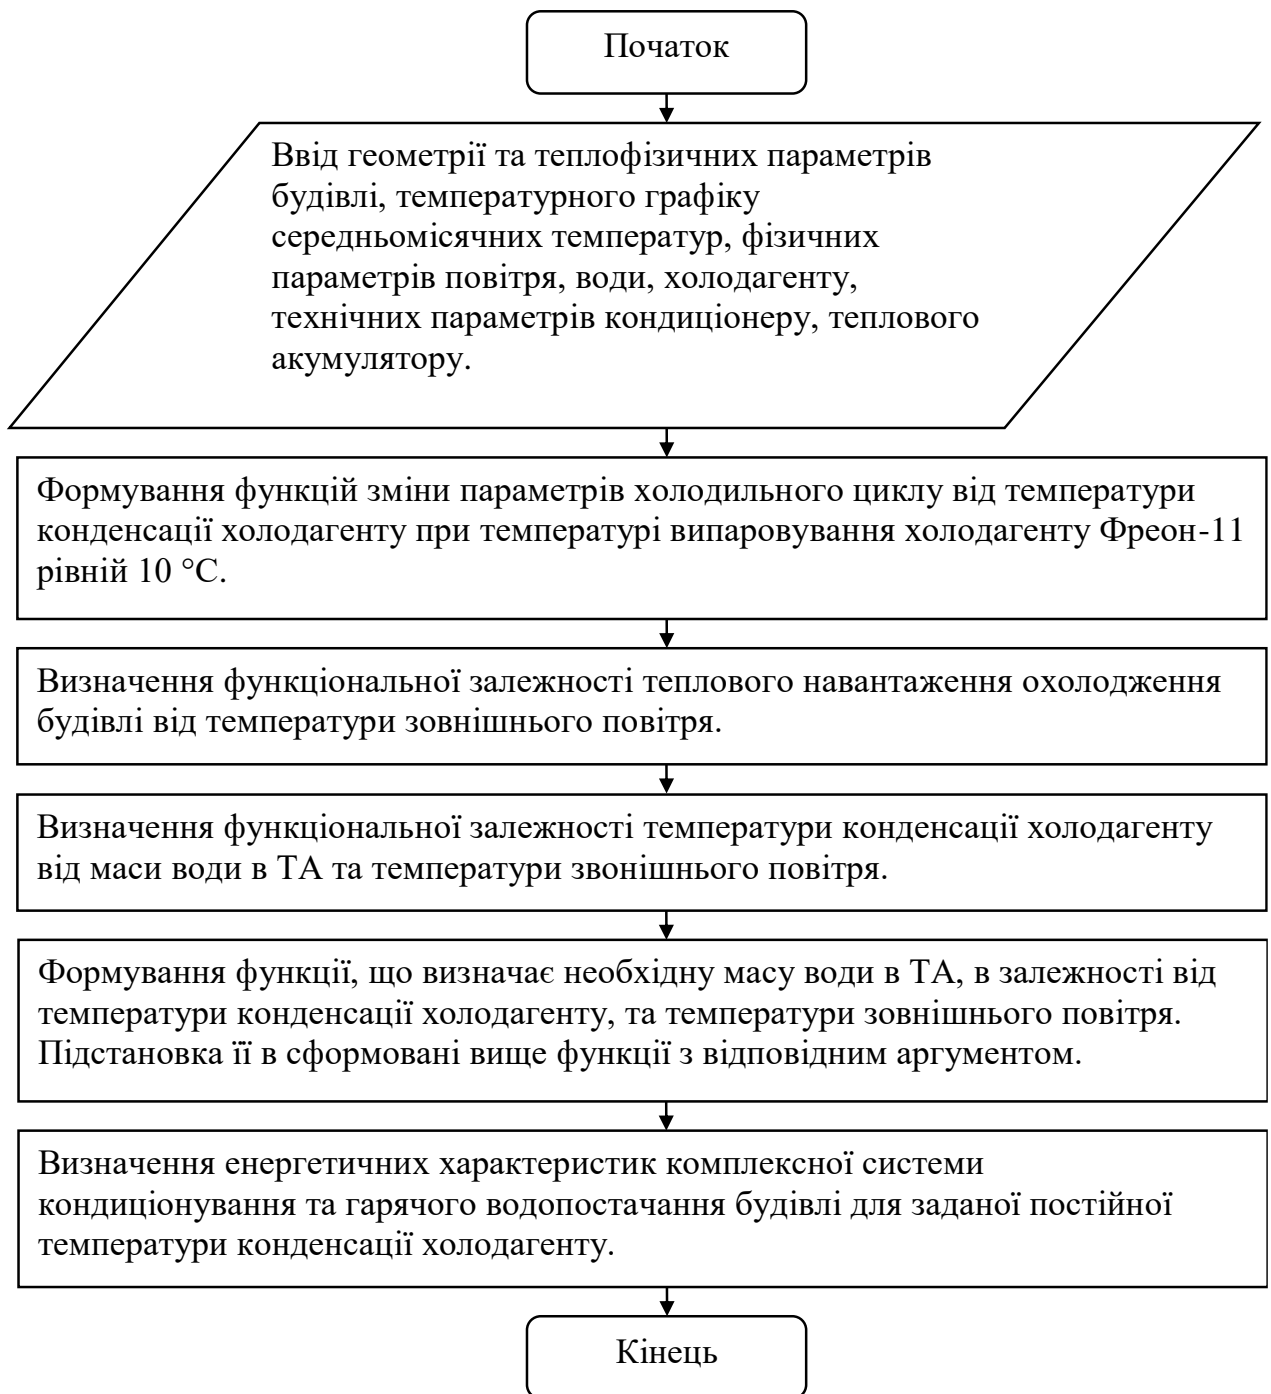 Початок
Ввід геометрії та теплофізичних параметрів
будівлі, температурного графіку
середньомісячних температур, фізичних
параметрів повітря, води, холодагенту,
технічних параметрів кондиціонеру, теплового
акумулятору.
Формування функцій зміни параметрів холодильного циклу від температури
конденсації холодагенту при температурі випаровування холодагенту Фреон-11
рівній 10 °С.
Визначення функціональної залежності теплового навантаження охолодження
будівлі від температури зовнішнього повітря.
Визначення функціональної залежності температури конденсації холодагенту
від маси води в ТА та температури звонішнього повітря.
Формування функції, що визначає необхідну масу води в ТА, в залежності від
температури конденсації холодагенту, та температури зовнішнього повітря.
Підстановка її в сформовані вище функції з відповідним аргументом.
Визначення енергетичних характеристик комплексної системи
кондиціонування та гарячого водопостачання будівлі для заданої постійної
температури конденсації холодагенту.
Кінець